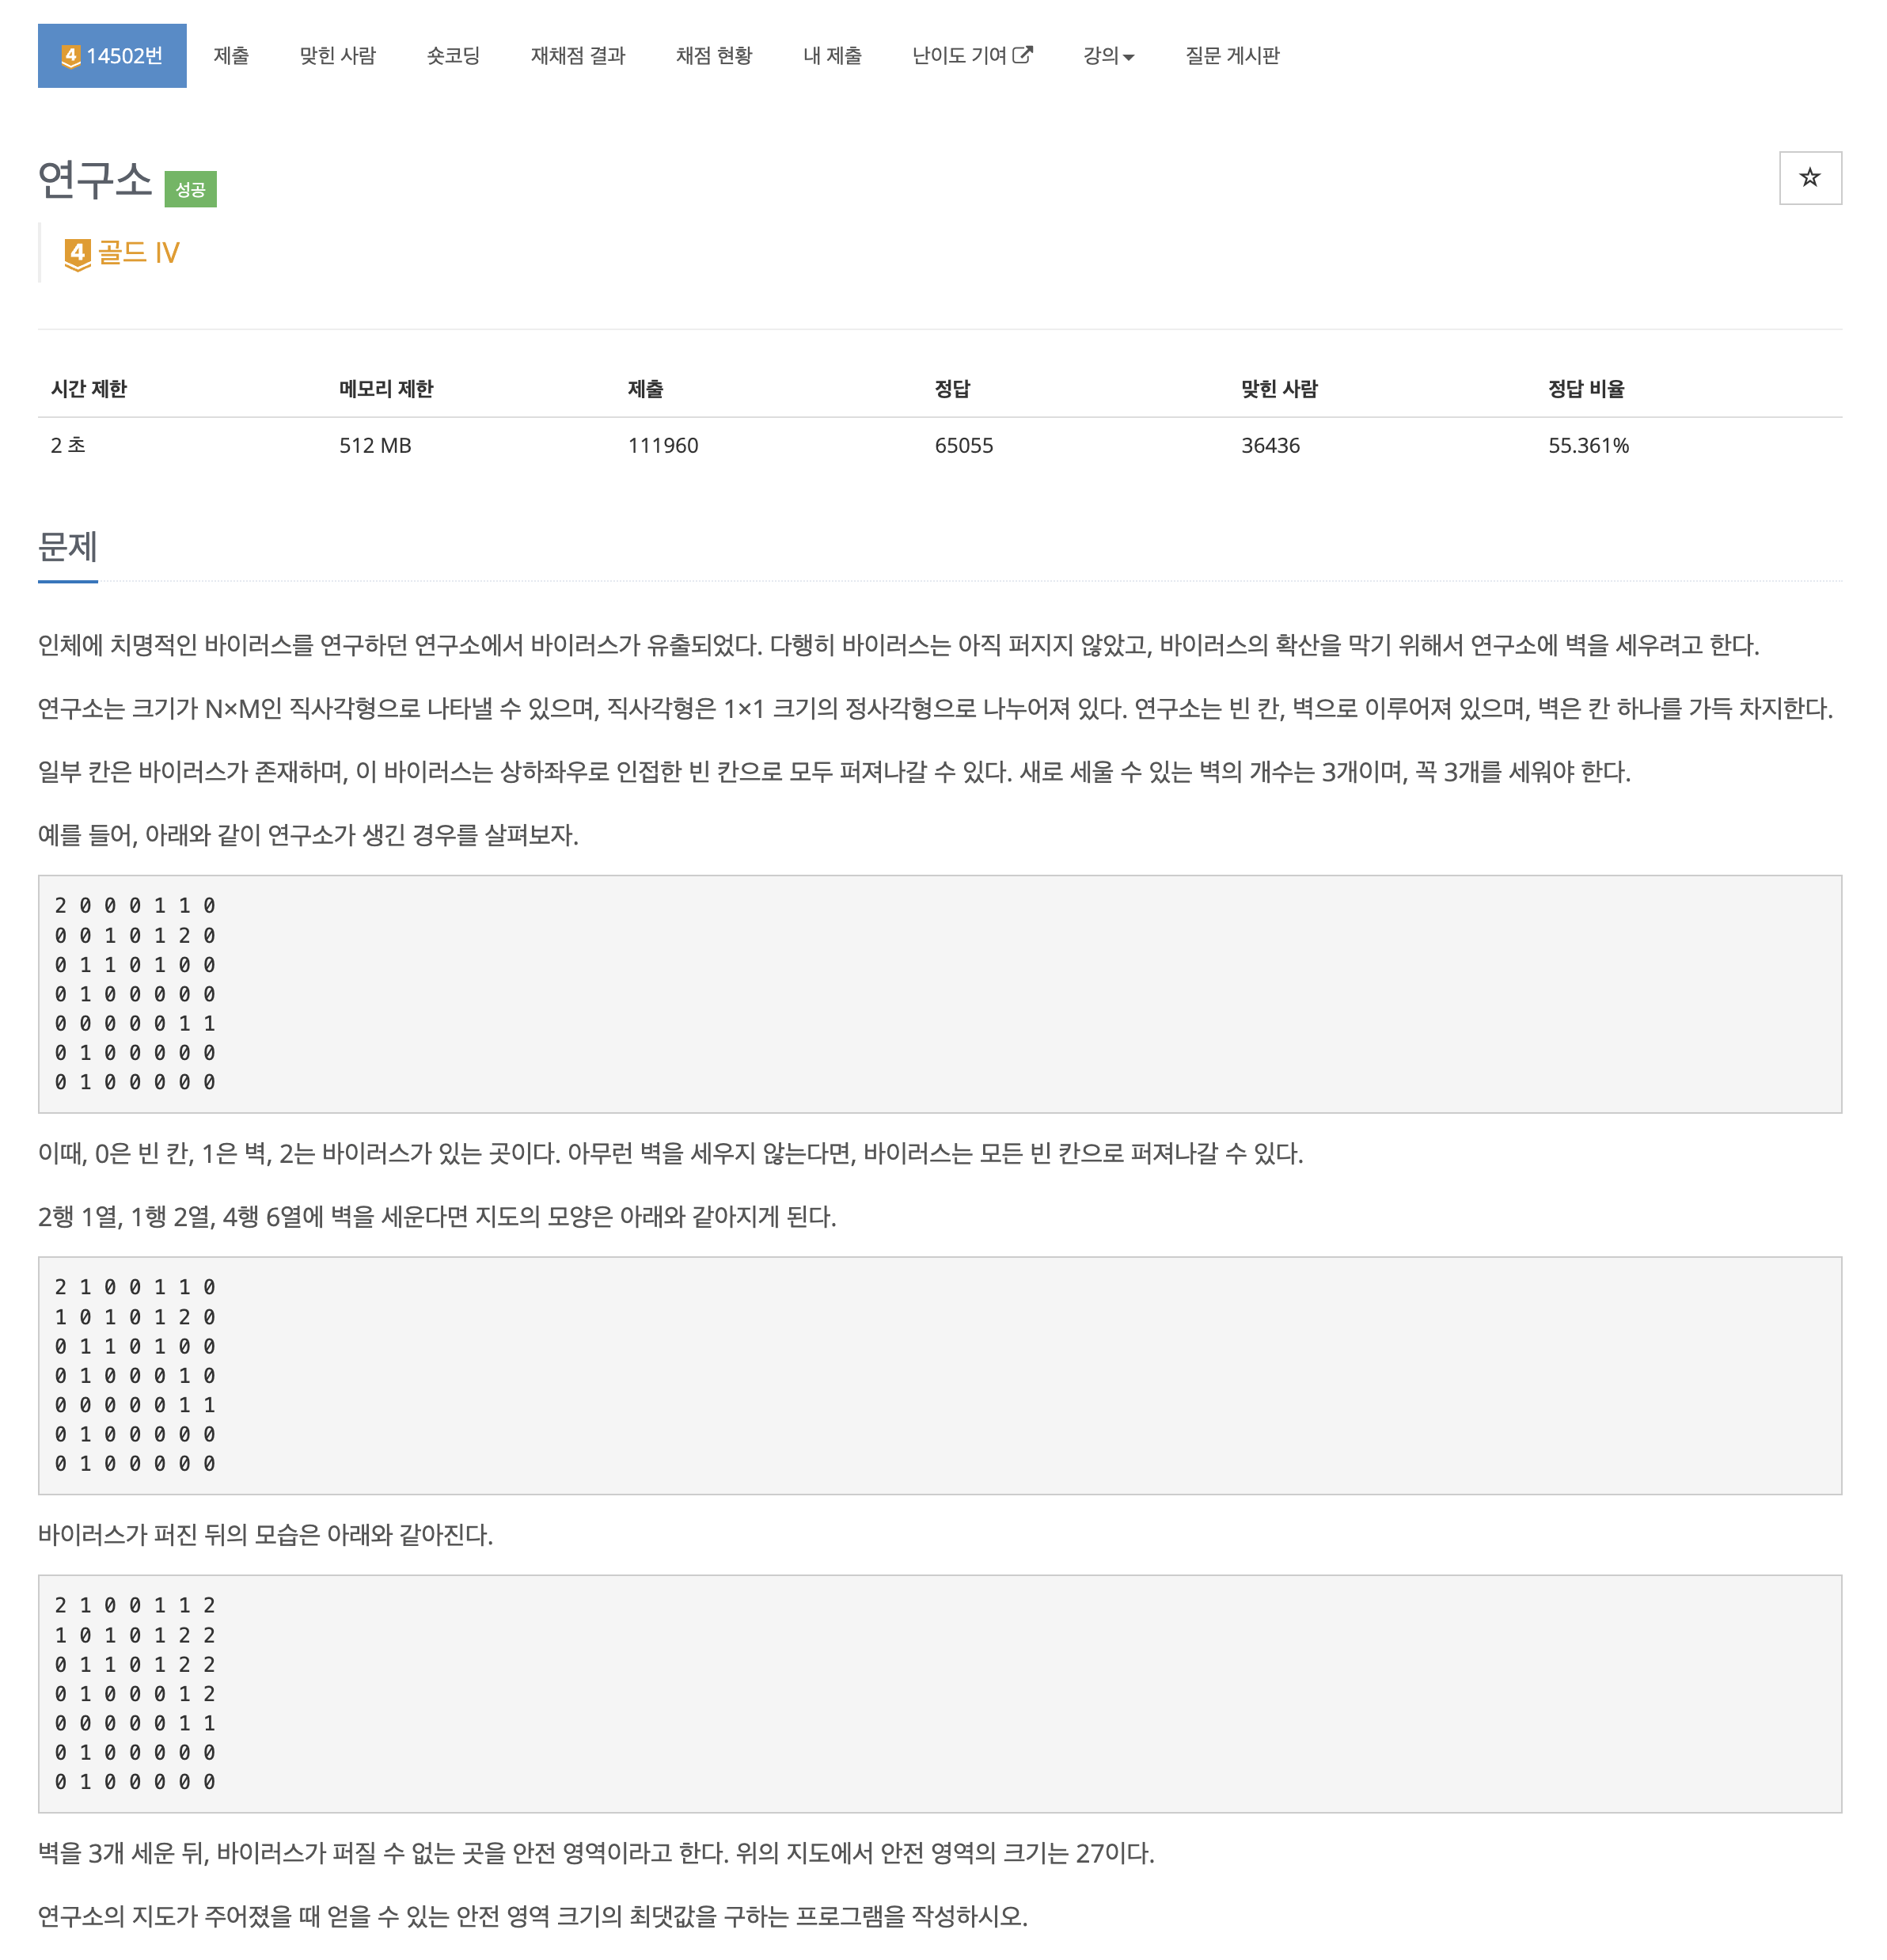 4 14502번 제출 맞힌 사람 숏코딩 재채점 결과 채점 현황 내 제출 난이도 기여 강의 질문 게시판
연구소 성공
4 골드 IV
시간 제한 메모리 제한 제출 정답 맞힌 사람 정답 비율
2 초 512 MB 111960 65055 36436 55.361%
문제
인체에 치명적인 바이러스를 연구하던 연구소에서 바이러스가 유출되었다. 다행히 바이러스는 아직 퍼지지 않았고, 바이러스의 확산을 막기 위해서 연구소에 벽을 세우려고 한다.
연구소는 크기가 N×M인 직사각형으로 나타낼 수 있으며, 직사각형은 1×1 크기의 정사각형으로 나누어져 있다. 연구소는 빈 칸, 벽으로 이루어져 있으며, 벽은 칸 하나를 가득 차지한다.
일부 칸은 바이러스가 존재하며, 이 바이러스는 상하좌우로 인접한 빈 칸으로 모두 퍼져나갈 수 있다. 새로 세울 수 있는 벽의 개수는 3개이며, 꼭 3개를 세워야 한다.
예를 들어, 아래와 같이 연구소가 생긴 경우를 살펴보자.
2 0 0 0 1 1 0
0 0 1 0 1 2 0
0 1 1 0 1 0 0
0 1 0 0 0 0 0
0 0 0 0 0 1 1
0 1 0 0 0 0 0
0 1 0 0 0 0 0
이때, 0은 빈 칸, 1은 벽, 2는 바이러스가 있는 곳이다. 아무런 벽을 세우지 않는다면, 바이러스는 모든 빈 칸으로 퍼져나갈 수 있다.
2행 1열, 1행 2열, 4행 6열에 벽을 세운다면 지도의 모양은 아래와 같아지게 된다.
2 1 0 0 1 1 0
1 0 1 0 1 2 0
0 1 1 0 1 0 0
0 1 0 0 0 1 0
0 0 0 0 0 1 1
0 1 0 0 0 0 0
0 1 0 0 0 0 0
바이러스가 퍼진 뒤의 모습은 아래와 같아진다.
2 1 0 0 1 1 2
1 0 1 0 1 2 2
0 1 1 0 1 2 2
0 1 0 0 0 1 2
0 0 0 0 0 1 1
0 1 0 0 0 0 0
0 1 0 0 0 0 0
벽을 3개 세운 뒤, 바이러스가 퍼질 수 없는 곳을 안전 영역이라고 한다. 위의 지도에서 안전 영역의 크기는 27이다.
연구소의 지도가 주어졌을 때 얻을 수 있는 안전 영역 크기의 최댓값을 구하는 프로그램을 작성하시오.